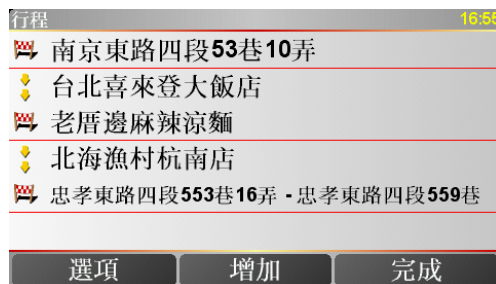 行程 16:55
南京東路四段53巷10弄
台北喜來登大飯店
老厝邊麻辣涼麵
北海漁村杭南店
忠孝東路四段553巷16弄 - 忠孝東路四段559巷
選項 增加 完成